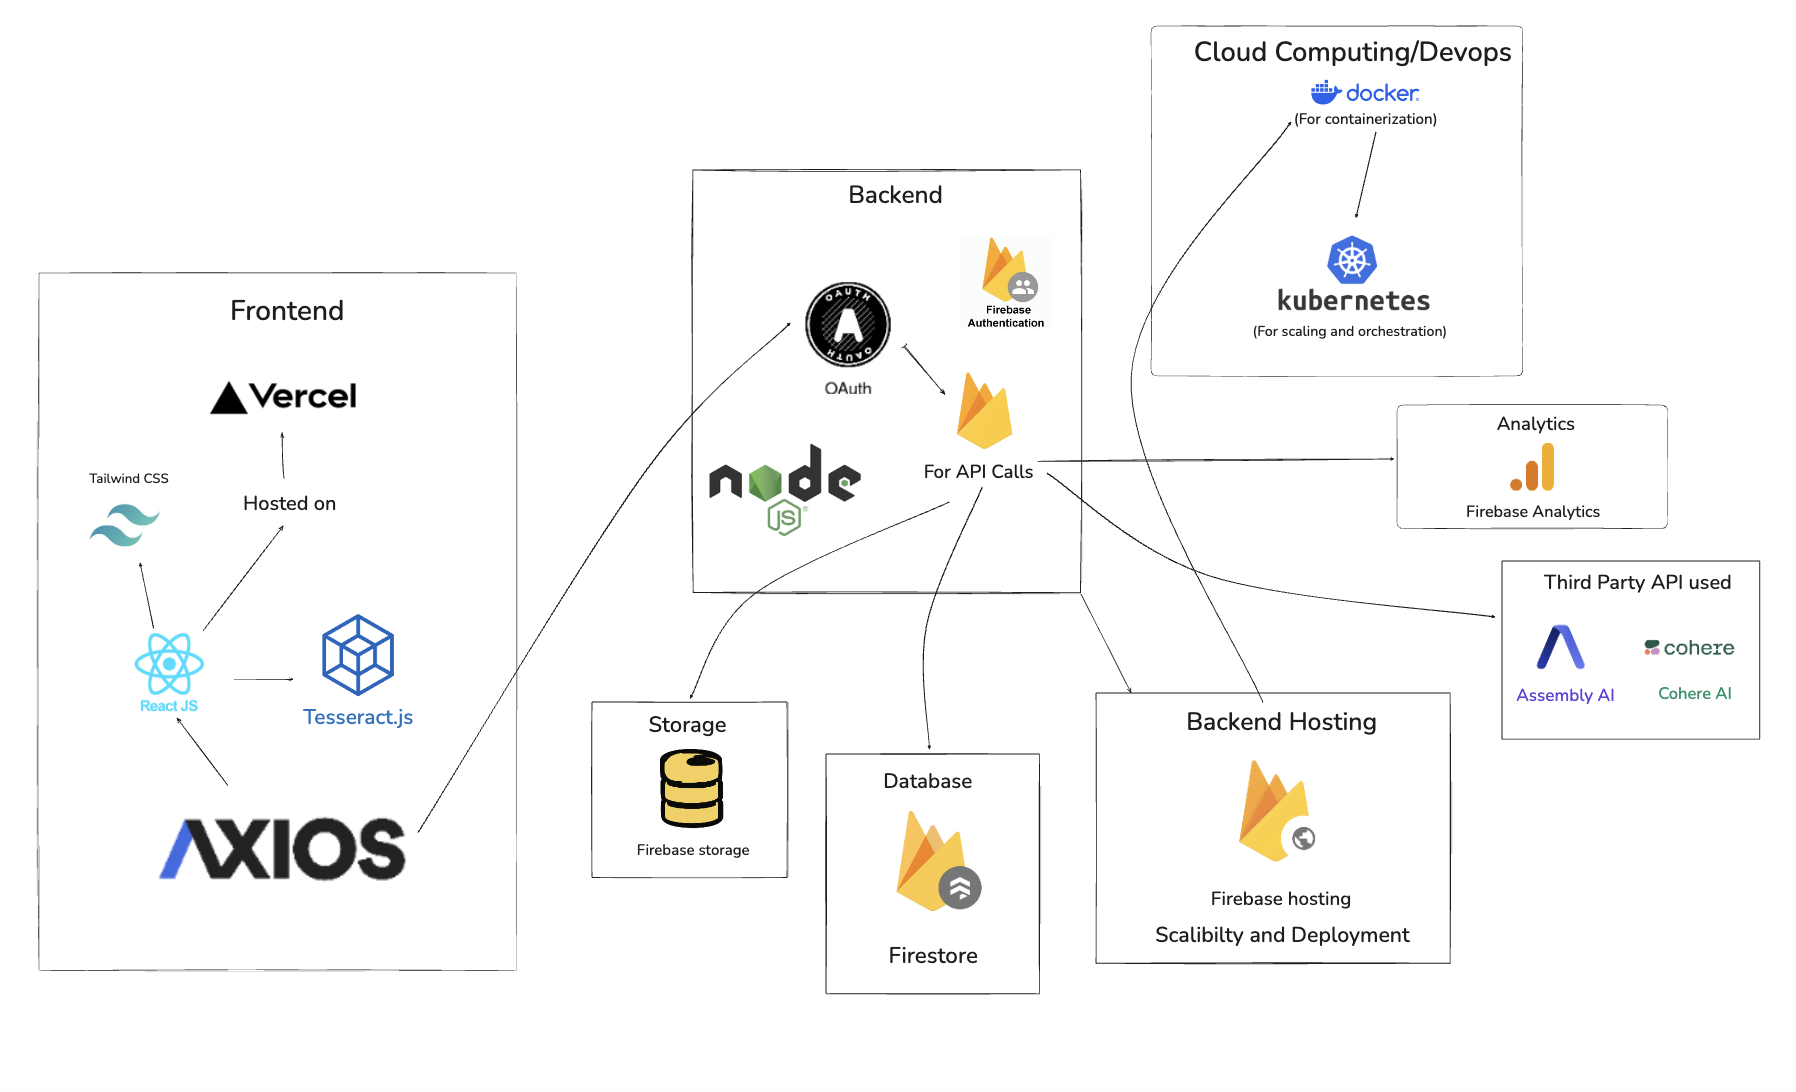 Cloud Computing/Devops
docker
(For containerization)
kubernetes
(For scaling and orchestration)
Backend
Firebase
Authentication
OAUTH
A
OAUTH
OAuth
node
JS
For API Calls
Frontend
Vercel
Tailwind CSS
Hosted on
React JS
Tesseract.js
AXIOS
Analytics
Firebase Analytics
Third Party API used
cohere
Assembly AI
Cohere AI
Storage
Firebase storage
Database
Firestore
Backend Hosting
Firebase hosting
Scalibilty and Deployment